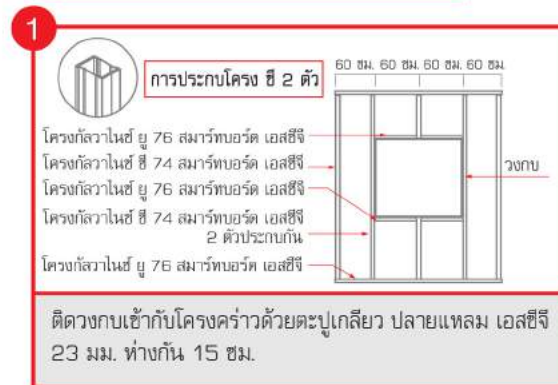 1
การประกบโครง ซี 2 ตัว
60 ซม. 60 ซม. 60 ซม. 60 ซม.
โครงกัลวาไนซ์ ยู 76 สมาร์ทบอร์ด เอสซีจี
โครงกัลวาไนซ์ ซี 74 สมาร์ทบอร์ด เอสซีจี
วงกบ
โครงกัลวาไนซ์ ยู 76 สมาร์ทบอร์ด เอสซีจี
โครงกัลวาไนซ์ ซี 74 สมาร์ทบอร์ด เอสซีจี
2 ตัวประกบกัน
โครงกัลวาไนซ์ ยู 76 สมาร์ทบอร์ด เอสซีจี
ติดวงกบเข้ากับโครงคร่าวด้วยตะปูเกลียว ปลายแหลม เอสซีจี
23 มม. ห่างกัน 15 ซม.